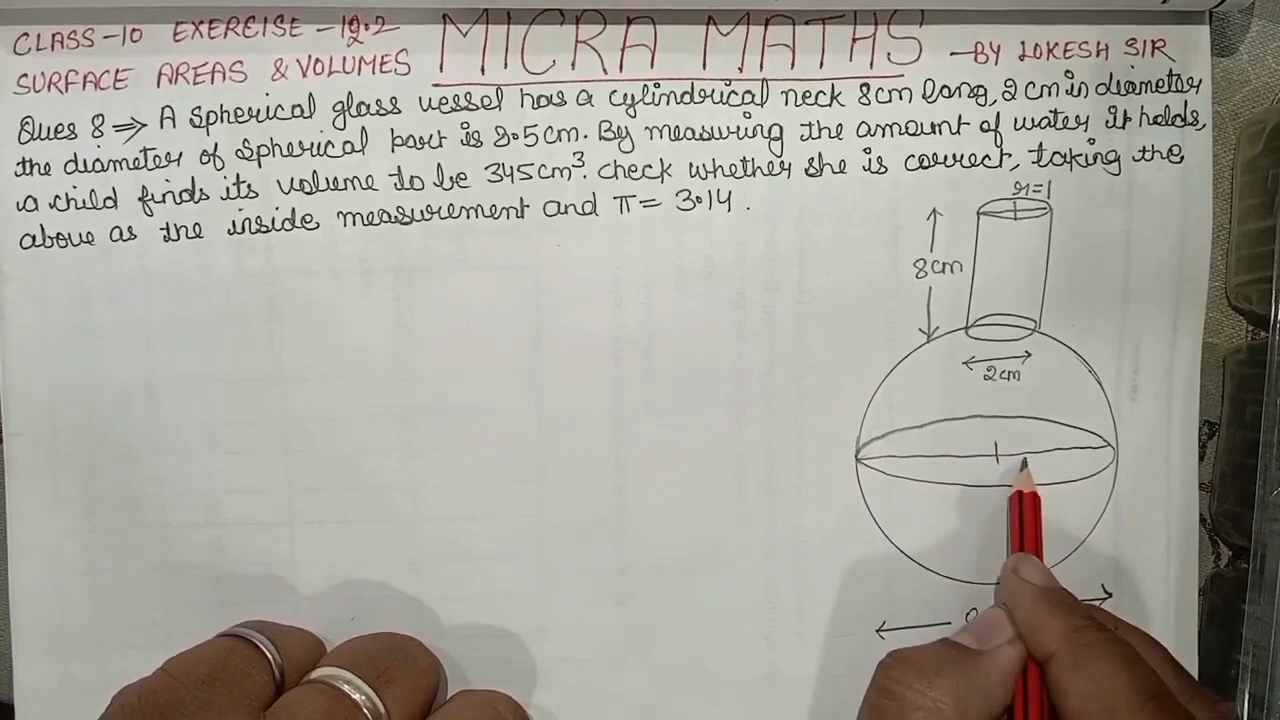 CLASS-10 EXERCISE -12.2
SURFACE AREAS & VOLUMES
MICRA MATHS
-BY LOKESH SIR
Ques 8 ⇒ A Spherical glass vessel has a cylindrical neck 8cm long, 2 cm in diameter
the diameter of Spherical part is 8.5cm. By measuring the amount of water it holds,
a child finds its volume to be 345cm³. check whether she is correct, taking the
above as the inside measurement and π = 3.14.
r=1
8cm
2cm